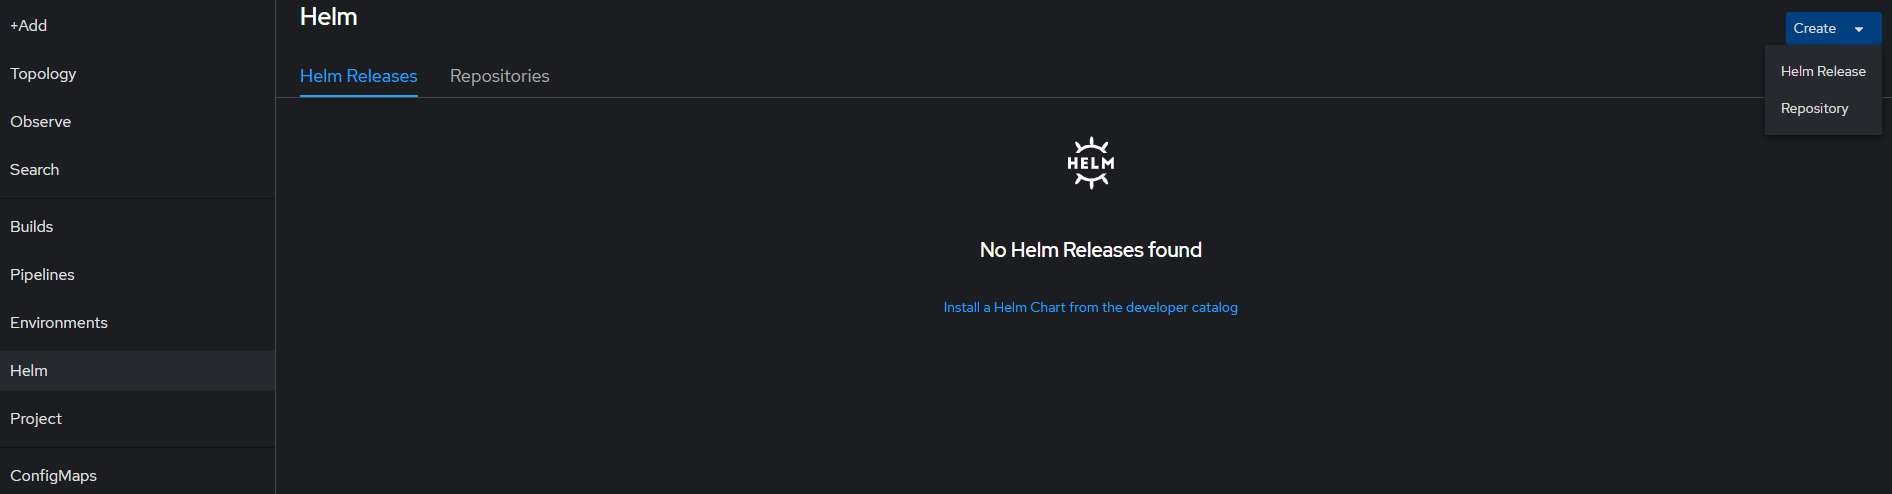 +Add
Topology
Observe
Search
Builds
Pipelines
Environments
Helm
Project
ConfigMaps
Helm
Create
Helm Release
Repository
Helm Releases
Repositories
HELM
No Helm Releases found
Install a Helm Chart from the developer catalog